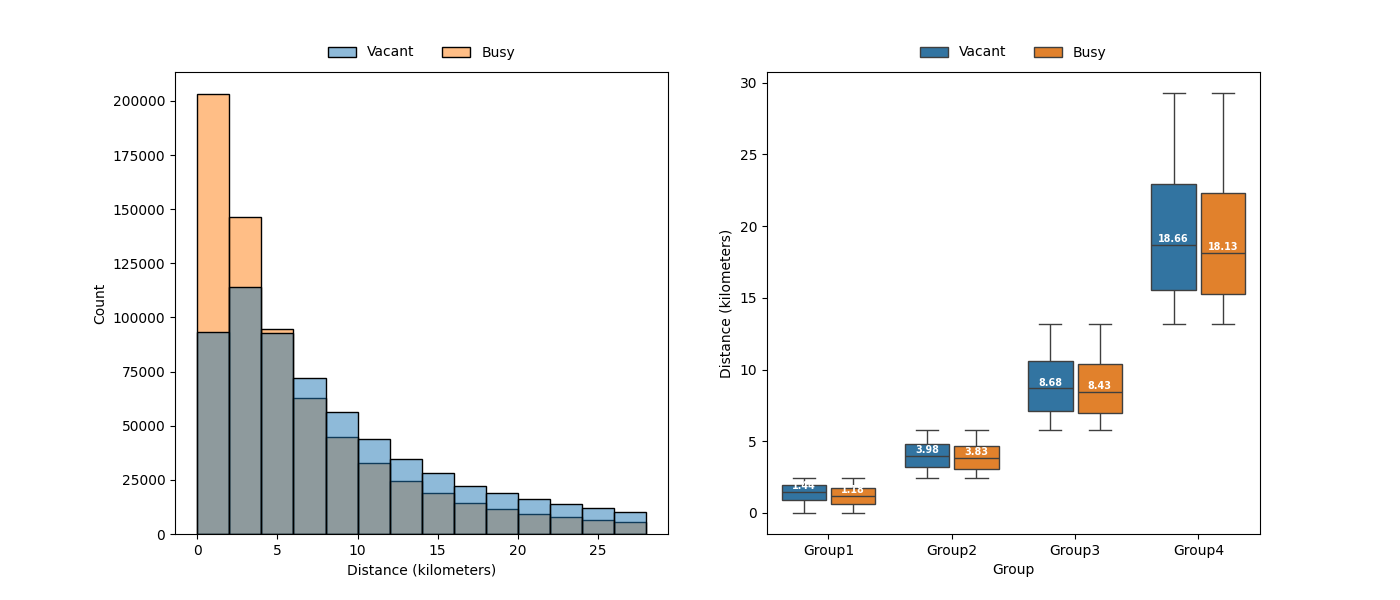 Vacant Busy
200000
175000
150000
125000
100000
75000
50000
25000
0
Count
0 5 10 15 20 25
Distance (kilometers)
Vacant Busy
30
25
20
15
10
5
0
Distance (kilometers)
18.66 18.13
8.68 8.43
3.98 3.83
1.44 1.18
Group1 Group2 Group3 Group4
Group